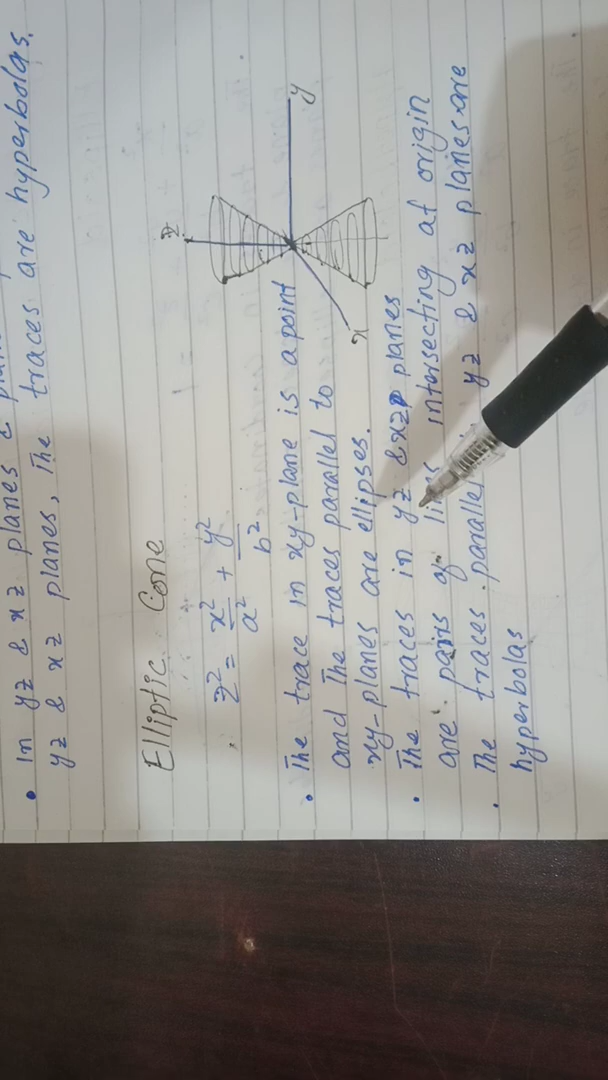 • In yz & xz planes &
yz & xz planes, The traces are hyperbolas.
Elliptic Cone
z² = x²/a² + y²/b²
z
y
x
• The trace in xy-plane is a point
and The traces parallel to
xy-planes are ellipses.
• The traces in yz & xz planes
are pairs of intersecting at origin
• The traces yz & xz planes are
hyperbolas